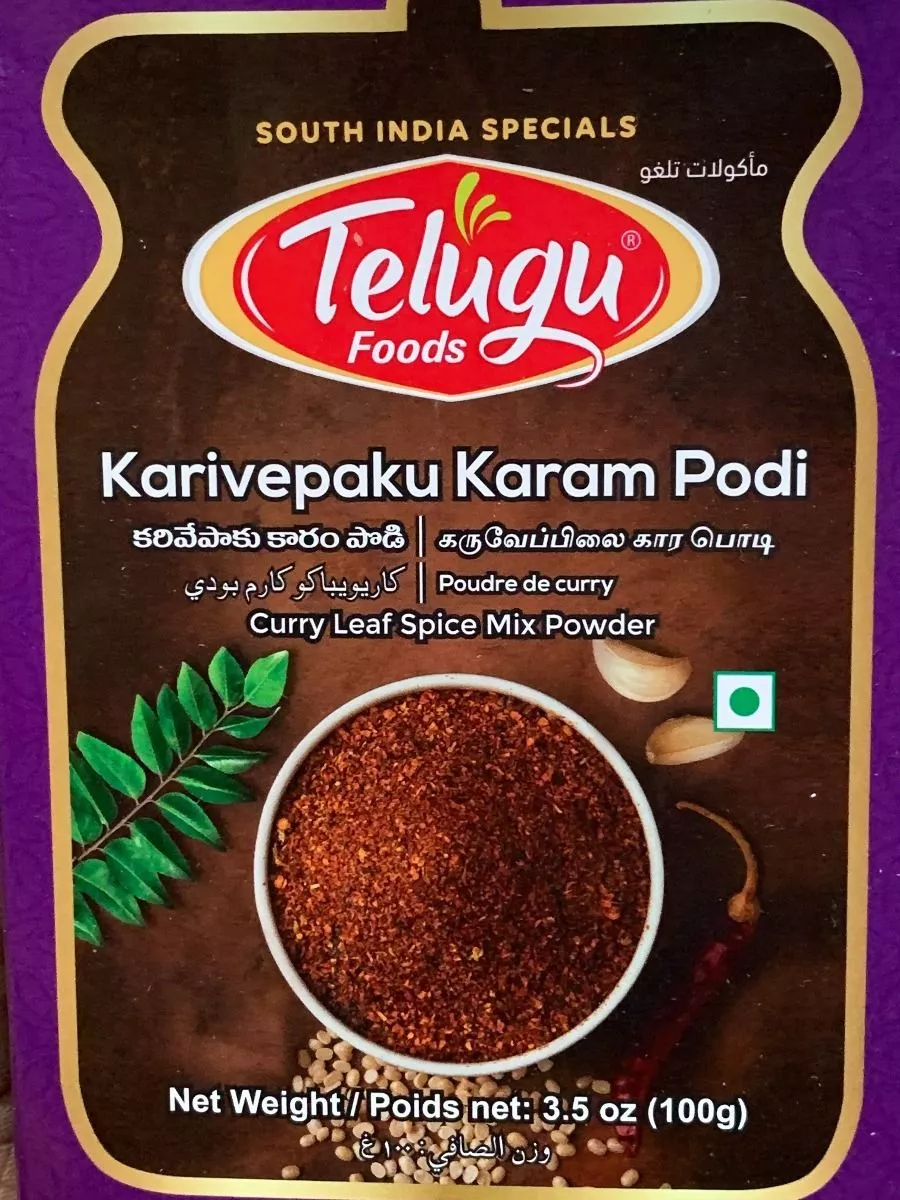 SOUTH INDIA SPECIALS
مأكولات تلغو
Telugu ®
Foods
Karivepaku Karam Podi
కరివేపాకు కారం పొడి | கருவேப்பிலை கார பொடி
كاريويباكو كارم بودي | Poudre de curry
Curry Leaf Spice Mix Powder
Net Weight / Poids net: 3.5 oz (100g)
وزن الصافي: ١٠٠ غ